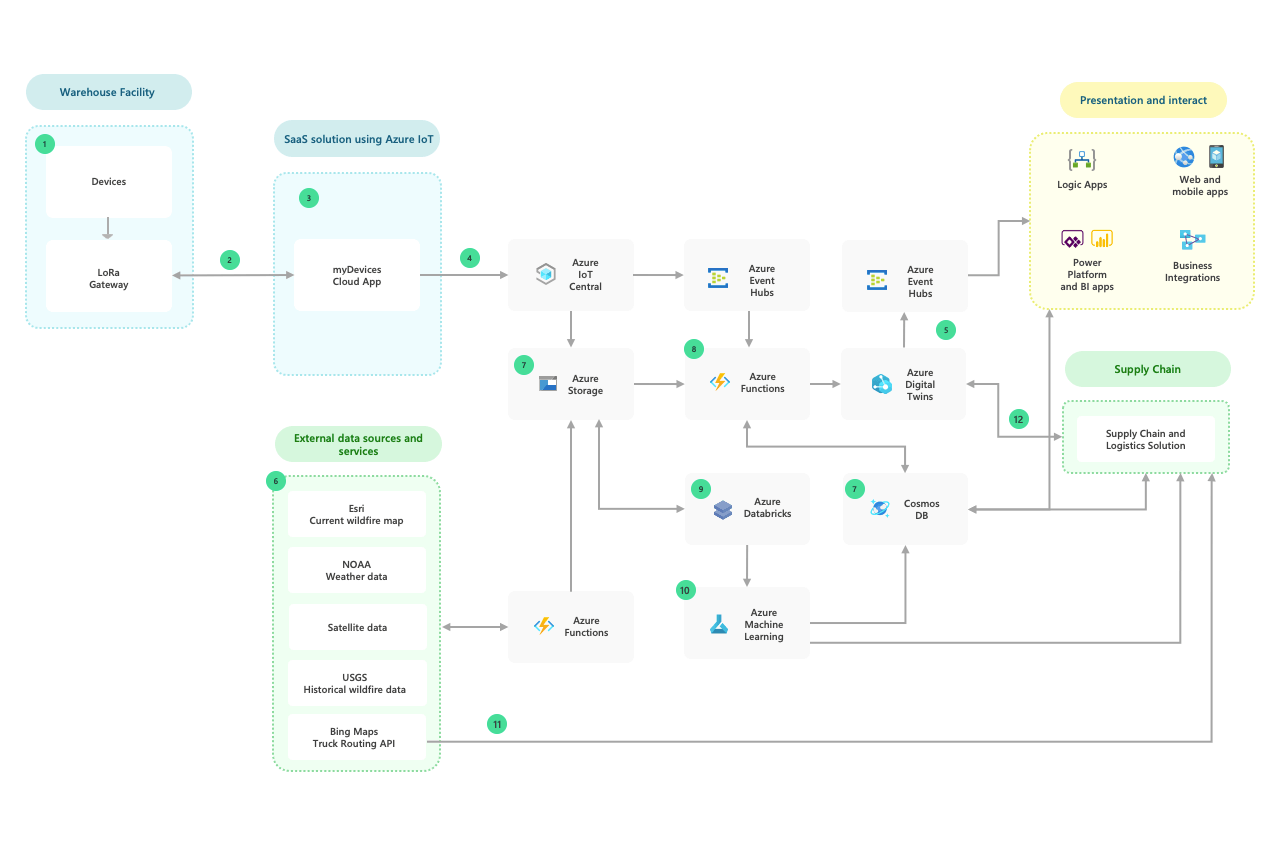 Warehouse Facility
1
Devices
LoRa
Gateway
2
SaaS solution using Azure IoT
3
myDevices
Cloud App
4
Azure
IoT
Central
Azure
Event
Hubs
Azure
Event
Hubs
5
Presentation and interact
Logic Apps
Web and
mobile apps
Power
Platform
and BI apps
Business
Integrations
7
Azure
Storage
8
Azure
Functions
Azure
Digital
Twins
12
Supply Chain
Supply Chain and
Logistics Solution
External data sources and
services
6
Esri
Current wildfire map
NOAA
Weather data
Satellite data
USGS
Historical wildfire data
Bing Maps
Truck Routing API
9
Azure
Databricks
7
Cosmos
DB
Azure
Functions
10
Azure
Machine
Learning
11